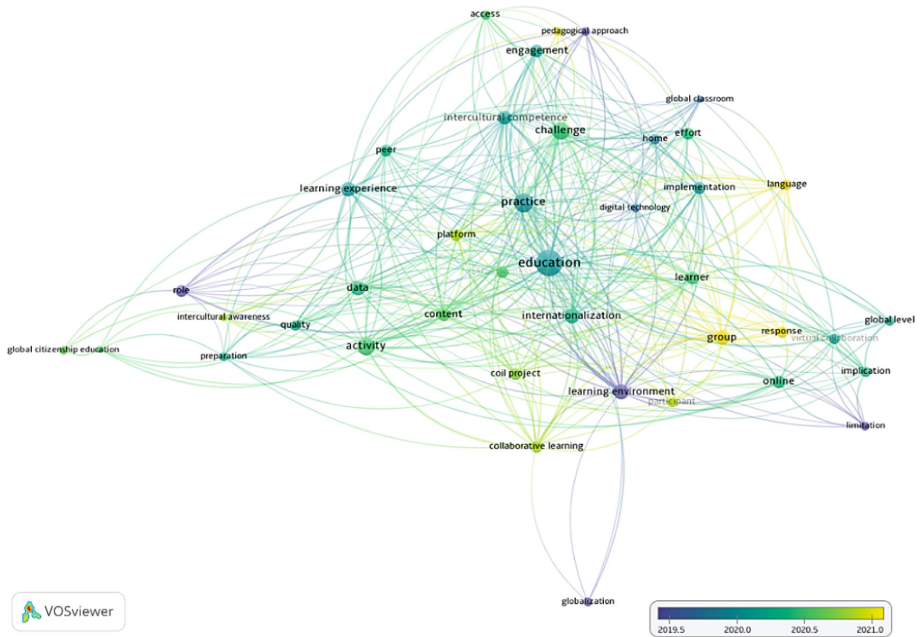 access
pedagogical approach
engagement
global classroom
intercultural competence
challenge
home
effort
peer
learning experience
implementation
language
practice
digital technology
platform
education
learner
role
data
intercultural awareness
content
internationalization
quality
global level
group
response
virtual collaboration
global citizenship education
preparation
activity
coil project
implication
online
learning environment
participant
limitation
collaborative learning
globalization
VOSviewer
2019.5 2020.0 2020.5 2021.0